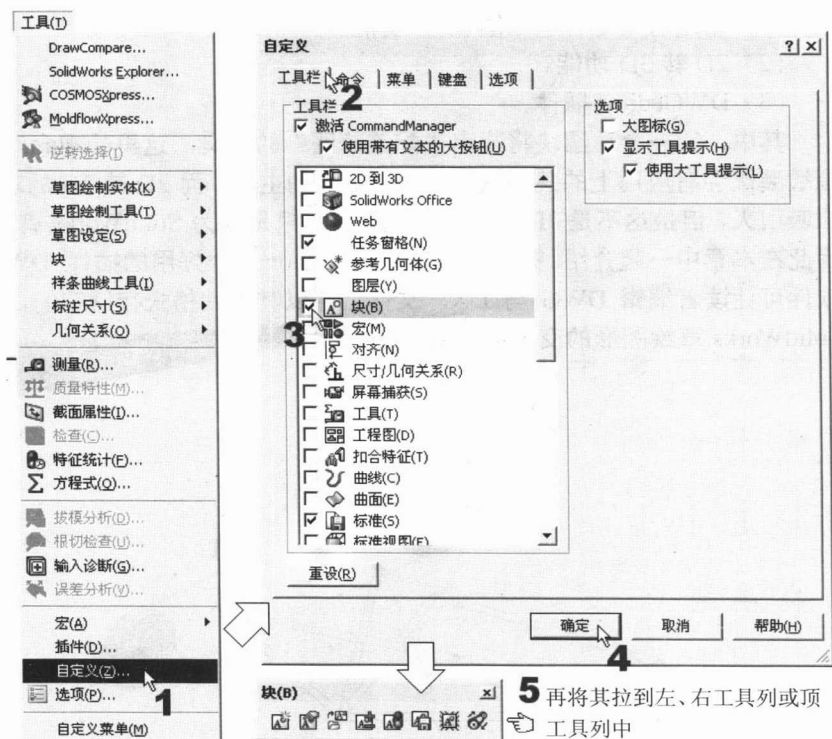 工具(T)
DrawCompare...
SolidWorks Explorer...
COSMOSXpress...
MoldflowXpress...
逆转选择(I)
草图绘制实体(K)
草图绘制工具(T)
草图设定(S)
块
样条曲线工具(I)
标注尺寸(S)
几何关系(O)
测量(R)...
质量特性(M)...
截面属性(I)...
检查(C)...
特征统计(F)...
方程式(Q)...
拔模分析(D)...
根切检查(U)...
输入诊断(G)...
误差分析(V)...
宏(A)
插件(D)...
自定义(Z)...
选项(P)...
自定义菜单(M)
1
自定义
工具栏 命令 菜单 键盘 选项
2
工具栏
激活 CommandManager
使用带有文本的大按钮(U)
2D 到 3D
SolidWorks Office
Web
任务窗格(N)
参考几何体(G)
图层(Y)
块(B)
3
宏(M)
对齐(N)
尺寸/几何关系(R)
屏幕捕获(S)
工具(T)
工程图(D)
扣合特征(T)
曲线(C)
曲面(E)
标准(S)
标准视图(E)
重设(R)
选项
大图标(G)
显示工具提示(H)
使用大工具提示(L)
确定 取消 帮助(H)
4
块(B)
5 再将其拉到左、右工具列或顶
工具列中